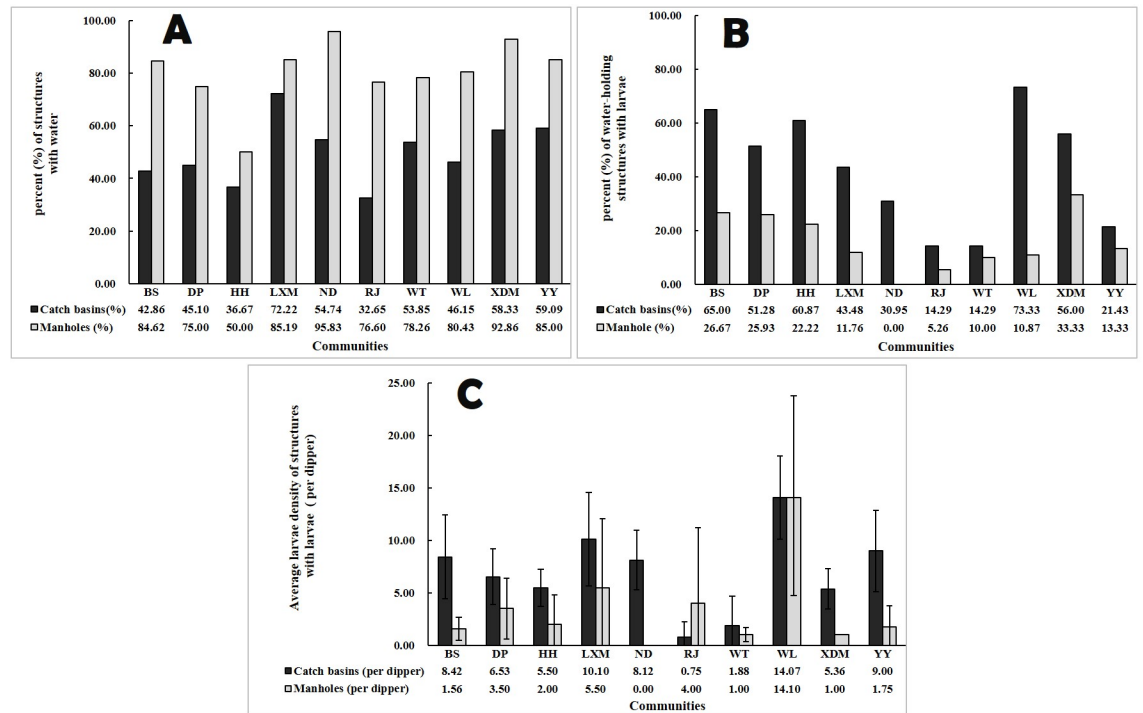 A
percent (%) of structures
with water
100.00
80.00
60.00
40.00
20.00
0.00
BS DP HH LXM ND RJ WT WL XDM YY
Catch basins(%) 42.86 45.10 36.67 72.22 54.74 32.65 53.85 46.15 58.33 59.09
Manholes (%) 84.62 75.00 50.00 85.19 95.83 76.60 78.26 80.43 92.86 85.00
Communities
B
percent (%) of water-holding
structures with larvae
100.00
80.00
60.00
40.00
20.00
0.00
BS DP HH LXM ND RJ WT WL XDM YY
Catch basins(%) 65.00 51.28 60.87 43.48 30.95 14.29 14.29 73.33 56.00 21.43
Manhole (%) 26.67 25.93 22.22 11.76 0.00 5.26 10.00 10.87 33.33 13.33
Communities
C
Average larvae density of structures
with larvae ( per dipper)
25.00
20.00
15.00
10.00
5.00
0.00
BS DP HH LXM ND RJ WT WL XDM YY
Catch basins (per dipper) 8.42 6.53 5.50 10.10 8.12 0.75 1.88 14.07 5.36 9.00
Manholes (per dipper) 1.56 3.50 2.00 5.50 0.00 4.00 1.00 14.10 1.00 1.75
Communities